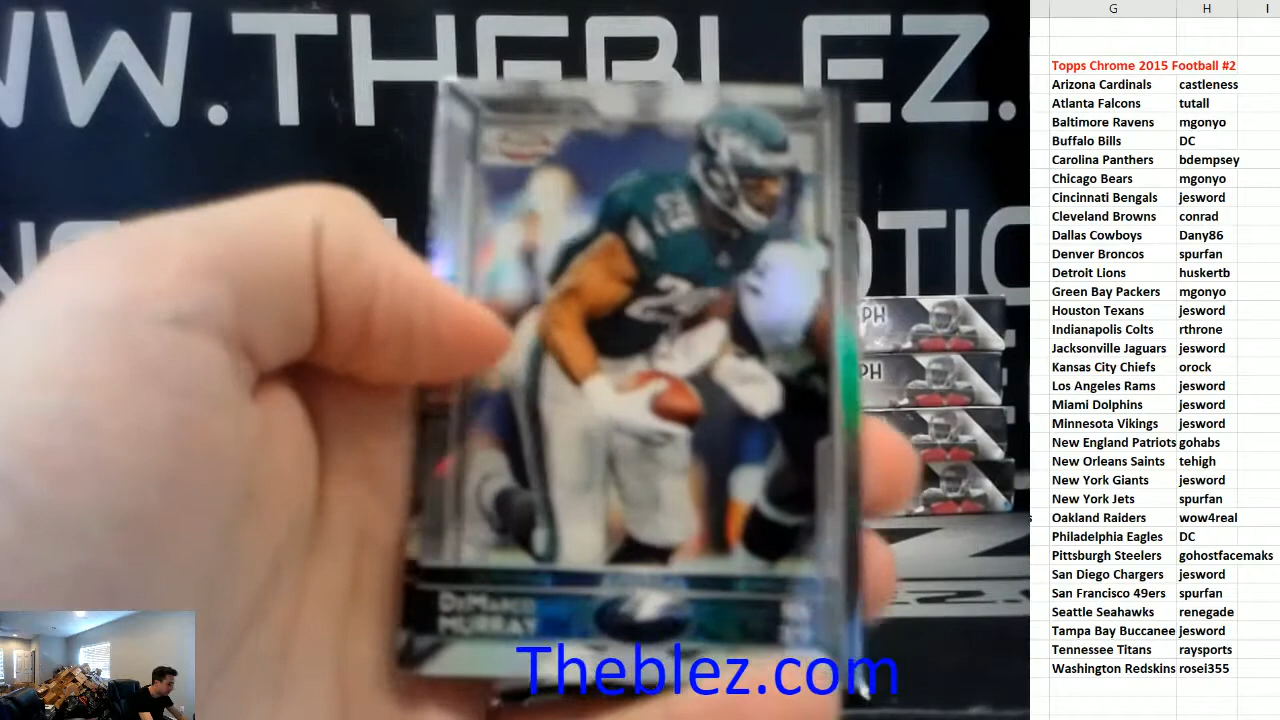 WW.THEBLEZ.
OTIC
PH
PH
29
DeMarco
MURRAY
Theblez.com
G H I
Topps Chrome 2015 Football #2
Arizona Cardinals castleness
Atlanta Falcons tutall
Baltimore Ravens mgonyo
Buffalo Bills DC
Carolina Panthers bdempsey
Chicago Bears mgonyo
Cincinnati Bengals jesword
Cleveland Browns conrad
Dallas Cowboys Dany86
Denver Broncos spurfan
Detroit Lions huskertb
Green Bay Packers mgonyo
Houston Texans jesword
Indianapolis Colts rthrone
Jacksonville Jaguars jesword
Kansas City Chiefs orock
Los Angeles Rams jesword
Miami Dolphins jesword
Minnesota Vikings jesword
New England Patriots gohabs
New Orleans Saints tehigh
New York Giants jesword
New York Jets spurfan
Oakland Raiders wow4real
Philadelphia Eagles DC
Pittsburgh Steelers gohostfacemaks
San Diego Chargers jesword
San Francisco 49ers spurfan
Seattle Seahawks renegade
Tampa Bay Buccanee jesword
Tennessee Titans raysports
Washington Redskins rosei355